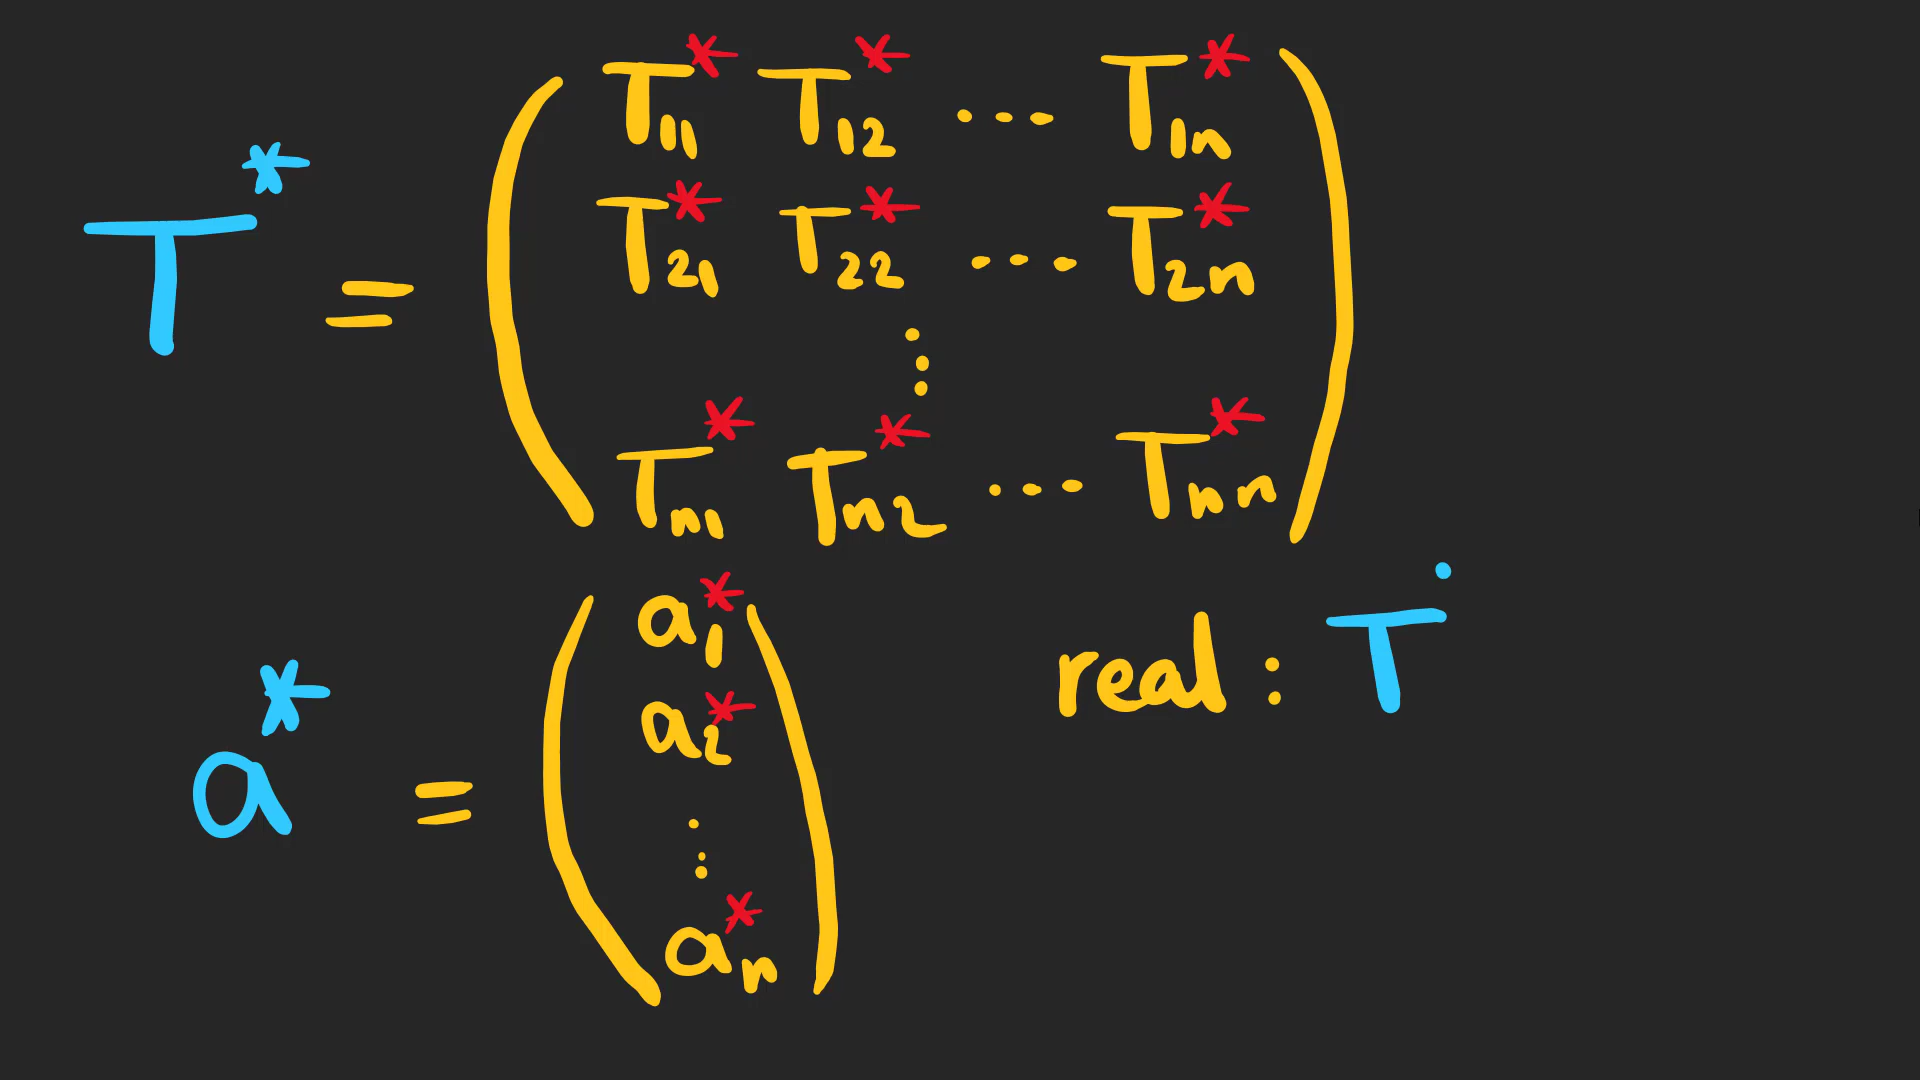 T* = ( T₁₁* T₁₂* ... T₁ₙ*
T₂₁* T₂₂* ... T₂ₙ*
⋮
Tₙ₁* Tₙ₂* ... Tₙₙ* )
a* = ( a₁*
a₂*
⋮
aₙ* )
real : T ˙